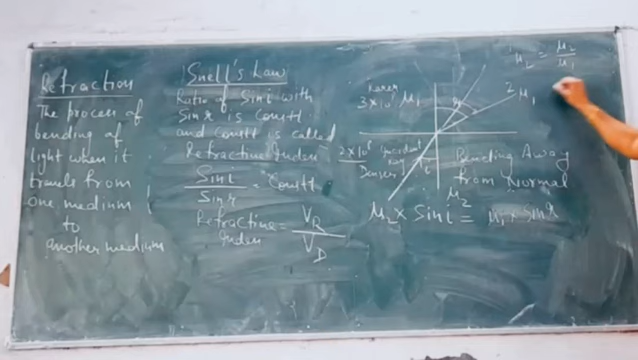 Refraction
The process of
bending of
light when it
travels from
one medium
to
another medium
Snell's Law
Ratio of Sin i with
Sin r is Constt
and Constt is called
Refractive Index
Sin i / Sin r = Constt
Refractive Index = V_R / V_D
Rarer
3×10⁸ μ₁
r
2×10⁸
Denser
incident
ray
i
μ₂
²μ₁
¹μ₂ = μ₂ / μ₁
Bending Away
from Normal
μ₂ × Sin i = μ₁ × Sin r